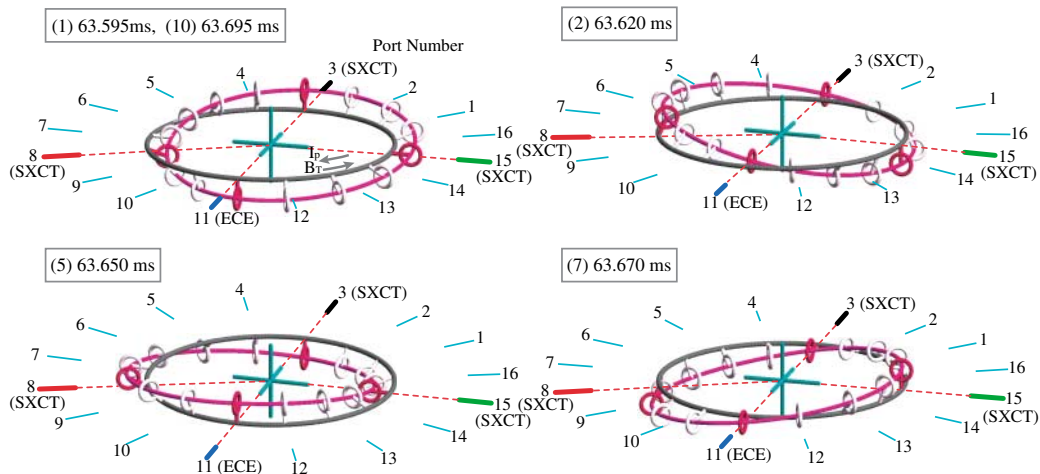 (1) 63.595ms, (10) 63.695 ms
Port Number
3 (SXCT)
4
5
2
6
1
7
16
8
(SXCT)
I_P
B_T
15
(SXCT)
9
14
10
13
11 (ECE)
12
(2) 63.620 ms
3 (SXCT)
4
5
2
6
1
7
16
8
(SXCT)
15
(SXCT)
9
14
10
13
11 (ECE)
12
(5) 63.650 ms
3 (SXCT)
4
5
2
6
1
7
16
8
(SXCT)
15
(SXCT)
9
14
10
13
11 (ECE)
12
(7) 63.670 ms
3 (SXCT)
4
5
2
6
1
7
16
8
(SXCT)
15
(SXCT)
9
14
10
13
11 (ECE)
12